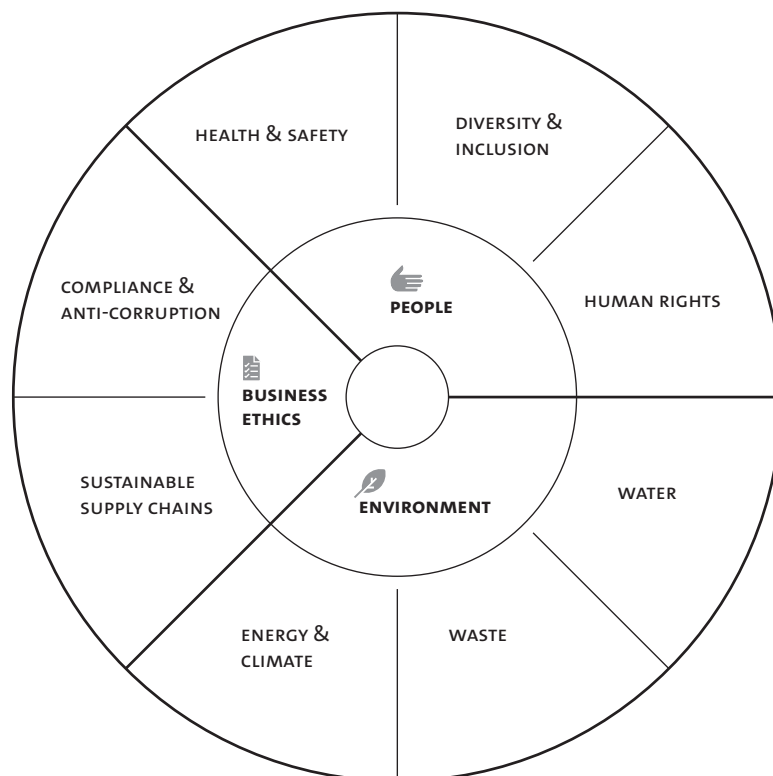 HEALTH & SAFETY
DIVERSITY &
INCLUSION
COMPLIANCE &
ANTI-CORRUPTION
PEOPLE
HUMAN RIGHTS
BUSINESS
ETHICS
SUSTAINABLE
SUPPLY CHAINS
ENVIRONMENT
WATER
ENERGY &
CLIMATE
WASTE